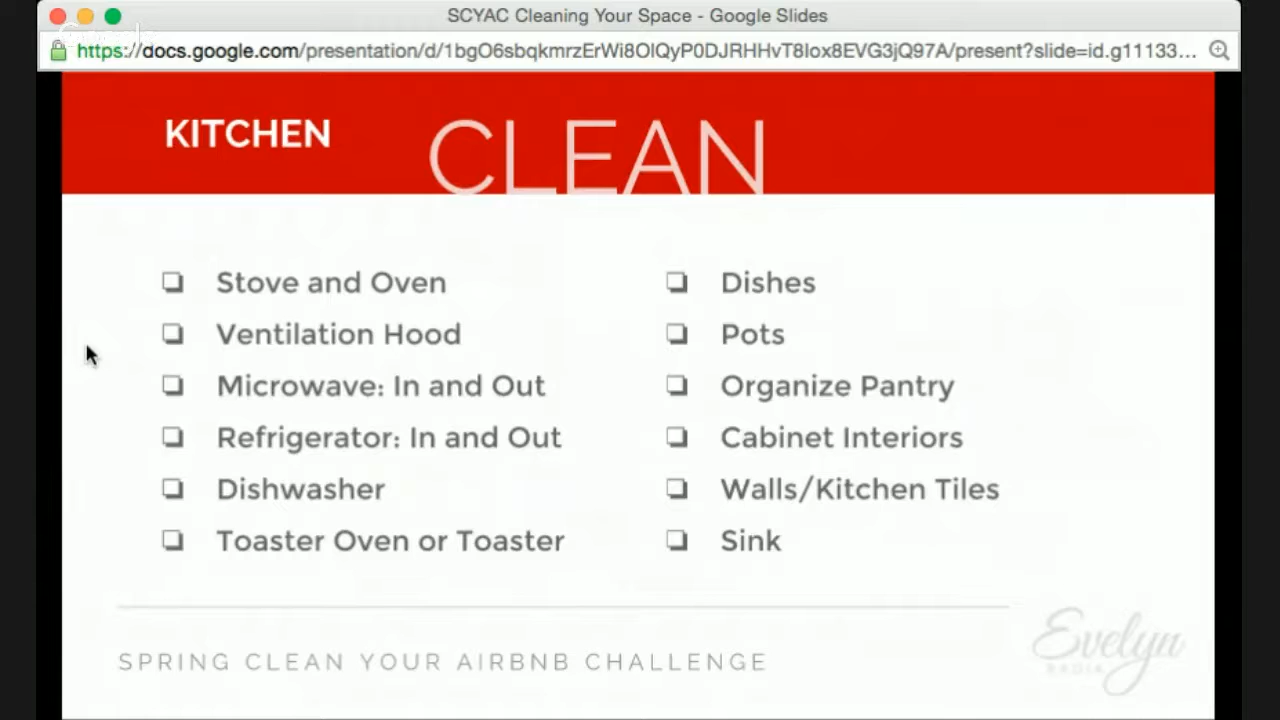 SCYAC Cleaning Your Space - Google Slides
https://docs.google.com/presentation/d/1bgO6sbqkmrzErWi8OlQyP0DJRHHvT8Iox8EVG3jQ97A/present?slide=id.g11133...
KITCHEN
CLEAN
❏ Stove and Oven
❏ Ventilation Hood
❏ Microwave: In and Out
❏ Refrigerator: In and Out
❏ Dishwasher
❏ Toaster Oven or Toaster
❏ Dishes
❏ Pots
❏ Organize Pantry
❏ Cabinet Interiors
❏ Walls/Kitchen Tiles
❏ Sink
SPRING CLEAN YOUR AIRBNB CHALLENGE
Evelyn
BADIA